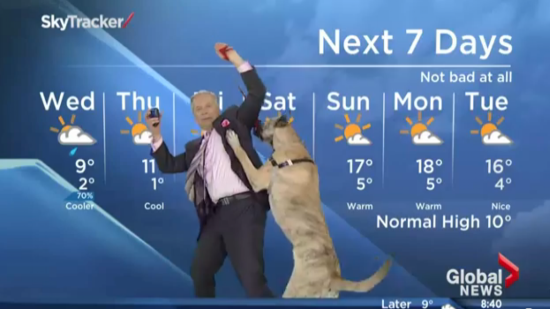 SkyTracker
Next 7 Days
Not bad at all
Wed Thu Fri Sat Sun Mon Tue
9° 11 17° 18° 16°
2° 1° 5° 5° 4°
70%
Cooler Cool Warm Warm Nice
Normal High 10°
Global
NEWS
Later 9° 8:40